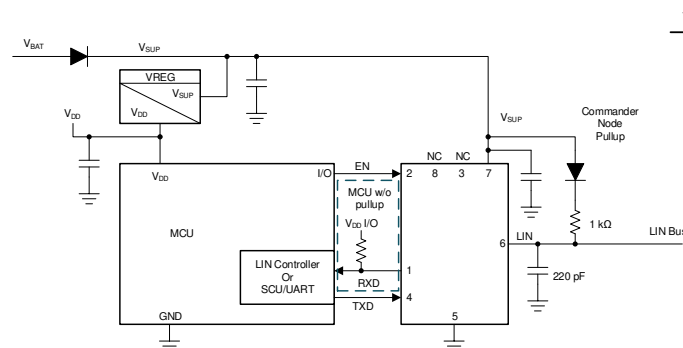 VBAT
VSUP
VREG
VSUP
VDD
VDD
Commander
Node
Pullup
VSUP
VDD
I/O
EN
2
NC
8
NC
3
7
MCU w/o
pullup
VDD I/O
MCU
1 kΩ
LIN
6
LIN Bus
LIN Controller
Or
SCU/UART
1
RXD
4
TXD
220 pF
GND
5